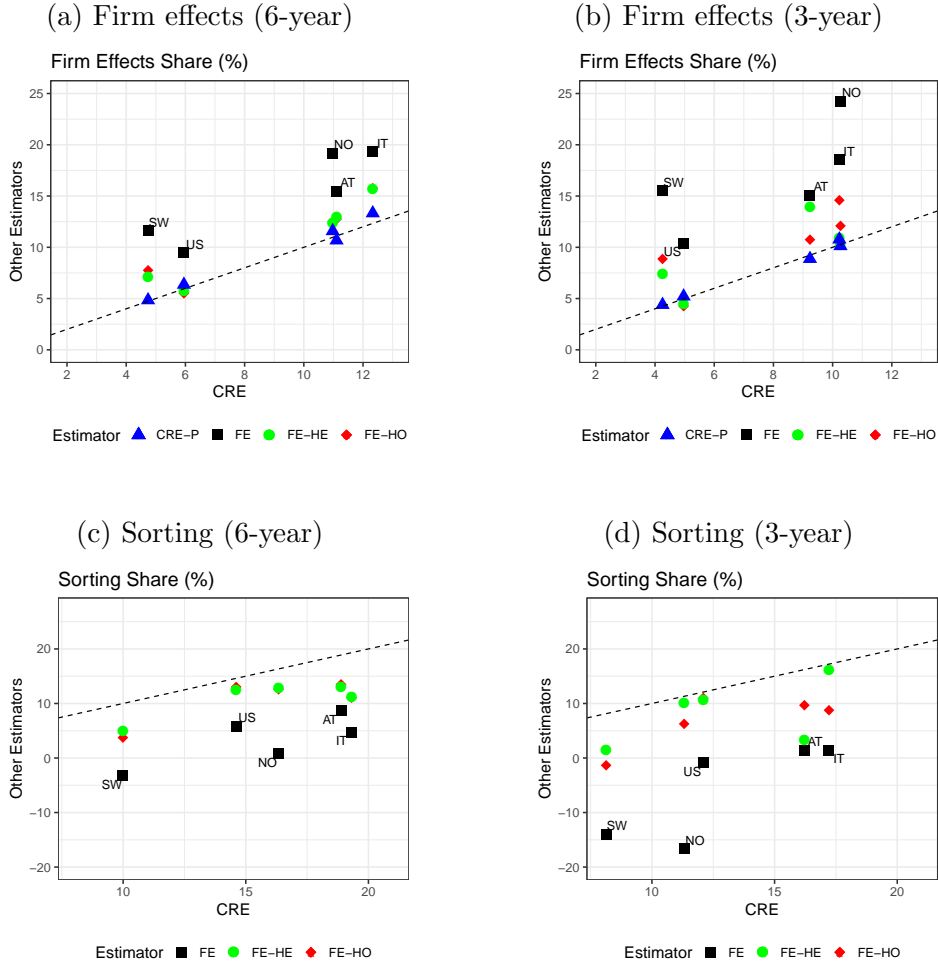 (a) Firm effects (6-year)
Firm Effects Share (%)
Other Estimators
25
20
15
10
5
0
NO
IT
AT
SW
US
2 4 6 8 10 12
CRE
Estimator CRE−P FE FE−HE FE−HO
(b) Firm effects (3-year)
Firm Effects Share (%)
Other Estimators
25
20
15
10
5
0
NO
IT
AT
SW
US
2 4 6 8 10 12
CRE
Estimator CRE−P FE FE−HE FE−HO
(c) Sorting (6-year)
Sorting Share (%)
Other Estimators
20
10
0
−10
−20
US
AT
IT
NO
SW
10 15 20
CRE
Estimator FE FE−HE FE−HO
(d) Sorting (3-year)
Sorting Share (%)
Other Estimators
20
10
0
−10
−20
AT
IT
US
SW
NO
10 15 20
CRE
Estimator FE FE−HE FE−HO